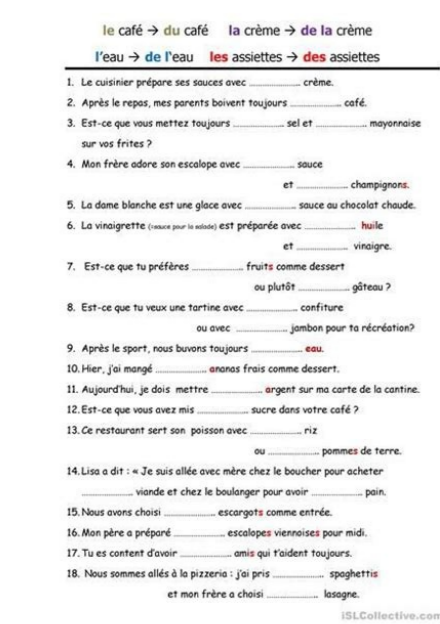 le café → du café la crème → de la crème
l'eau → de l'eau les assiettes → des assiettes
1. Le cuisinier prépare ses sauces avec .................. crème.
2. Après le repas, mes parents boivent toujours .................. café.
3. Est-ce que vous mettez toujours .................. sel et .................. mayonnaise
sur vos frites ?
4. Mon frère adore son escalope avec .................. sauce
et .................. champignons.
5. La dame blanche est une glace avec .................. sauce au chocolat chaude.
6. La vinaigrette (=sauce pour la salade) est préparée avec .................. huile
et .................. vinaigre.
7. Est-ce que tu préfères .................. fruits comme dessert
ou plutôt .................. gâteau ?
8. Est-ce que tu veux une tartine avec .................. confiture
ou avec .................. jambon pour ta récréation?
9. Après le sport, nous buvons toujours .................. eau.
10. Hier, j'ai mangé .................. ananas frais comme dessert.
11. Aujourd'hui, je dois mettre .................. argent sur ma carte de la cantine.
12. Est-ce que vous avez mis .................. sucre dans votre café ?
13. Ce restaurant sert son poisson avec .................. riz
ou .................. pommes de terre.
14. Lisa a dit : « Je suis allée avec mère chez le boucher pour acheter
.................. viande et chez le boulanger pour avoir .................. pain.
15. Nous avons choisi .................. escargots comme entrée.
16. Mon père a préparé .................. escalopes viennoises pour midi.
17. Tu es content d'avoir .................. amis qui t'aident toujours.
18. Nous sommes allés à la pizzeria : j'ai pris .................. spaghettis
et mon frère a choisi .................. lasagne.
iSLCollective.com